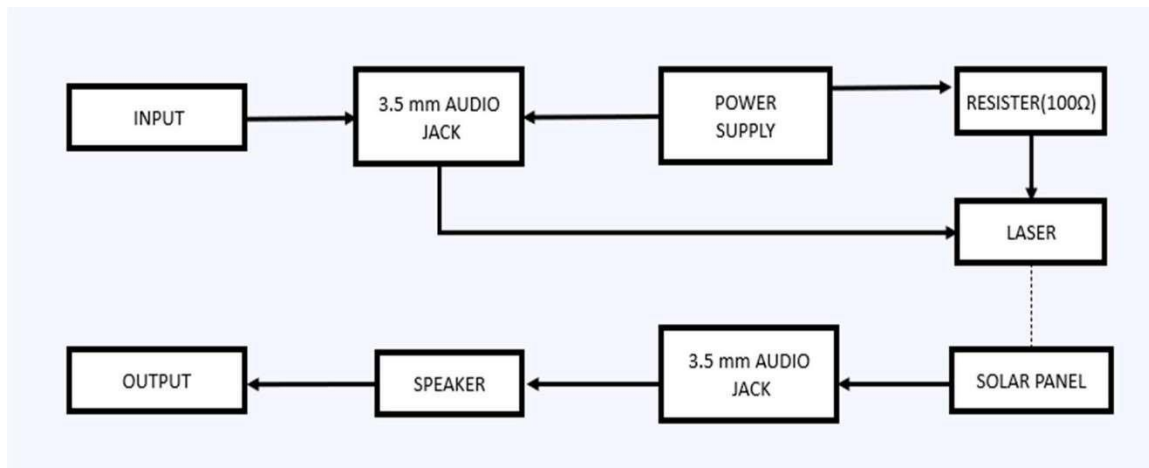 INPUT
3.5 mm AUDIO
JACK
POWER
SUPPLY
RESISTER(100Ω)
LASER
OUTPUT
SPEAKER
3.5 mm AUDIO
JACK
SOLAR PANEL